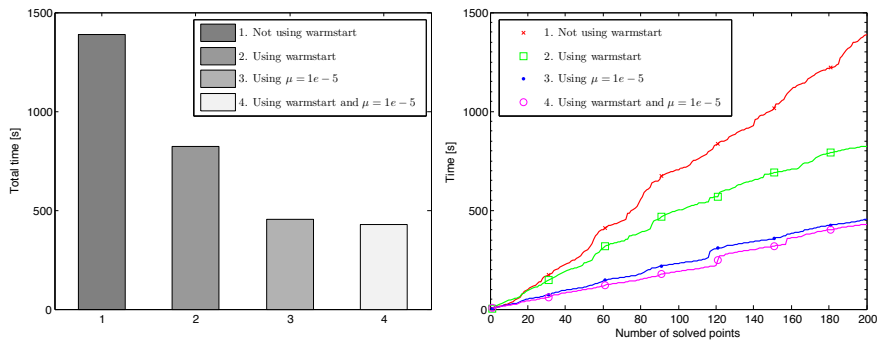 1500
1000
500
0
Total time [s]
1 2 3 4
1. Not using warmstart
2. Using warmstart
3. Using μ = 1e − 5
4. Using warmstart and μ = 1e − 5
1500
1000
500
0
Time [s]
0 20 40 60 80 100 120 140 160 180 200
Number of solved points
1. Not using warmstart
2. Using warmstart
3. Using μ = 1e − 5
4. Using warmstart and μ = 1e − 5